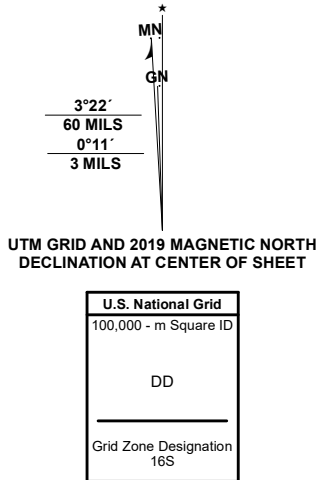 MN
GN
3°22´
60 MILS
0°11´
3 MILS
UTM GRID AND 2019 MAGNETIC NORTH
DECLINATION AT CENTER OF SHEET
U.S. National Grid
100,000 - m Square ID
DD
Grid Zone Designation
16S